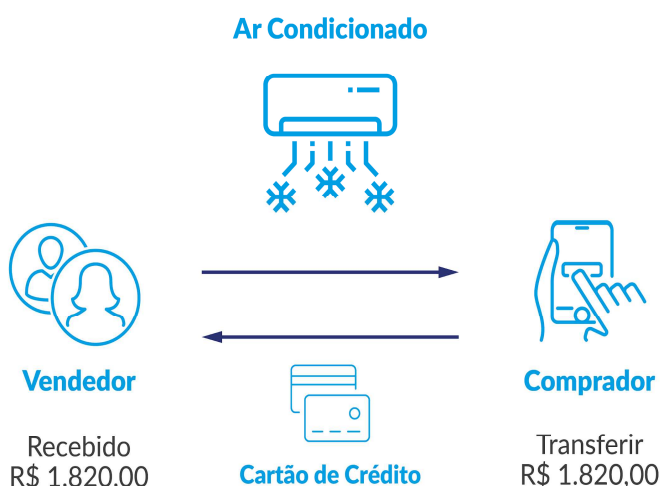 Ar Condicionado
Vendedor
Comprador
Recebido
R$ 1.820,00
Cartão de Crédito
Transferir
R$ 1.820,00